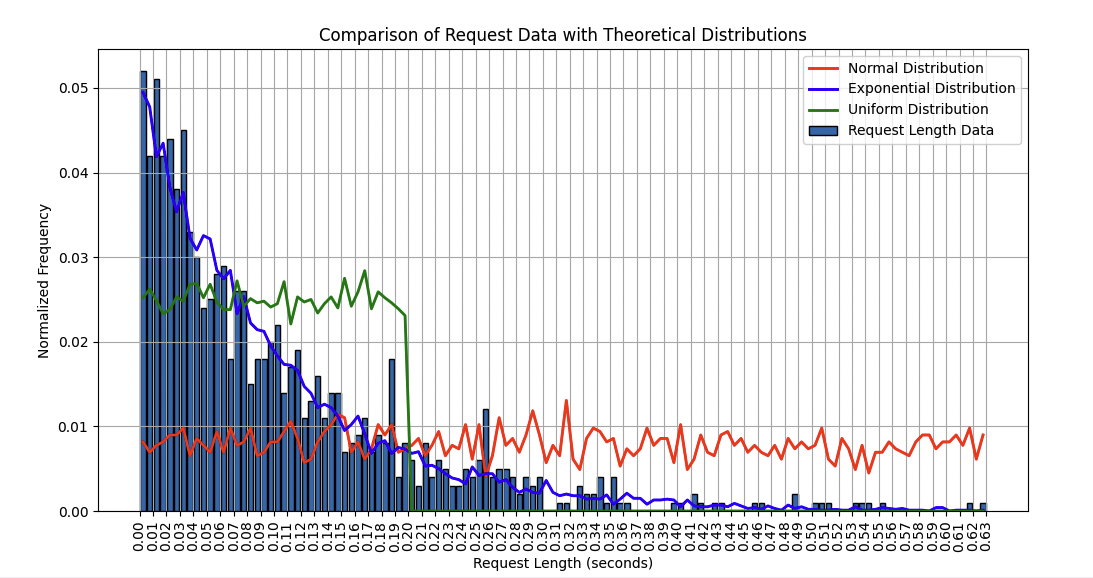 Comparison of Request Data with Theoretical Distributions
Normal Distribution
Exponential Distribution
Uniform Distribution
Request Length Data
Normalized Frequency
0.05
0.04
0.03
0.02
0.01
0.00
0.00 0.01 0.02 0.03 0.04 0.05 0.06 0.07 0.08 0.09 0.10 0.11 0.12 0.13 0.14 0.15 0.16 0.17 0.18 0.19 0.20 0.21 0.22 0.23 0.24 0.25 0.26 0.27 0.28 0.29 0.30 0.31 0.32 0.33 0.34 0.35 0.36 0.37 0.38 0.39 0.40 0.41 0.42 0.43 0.44 0.45 0.46 0.47 0.48 0.49 0.50 0.51 0.52 0.53 0.54 0.55 0.56 0.57 0.58 0.59 0.60 0.61 0.62 0.63
Request Length (seconds)